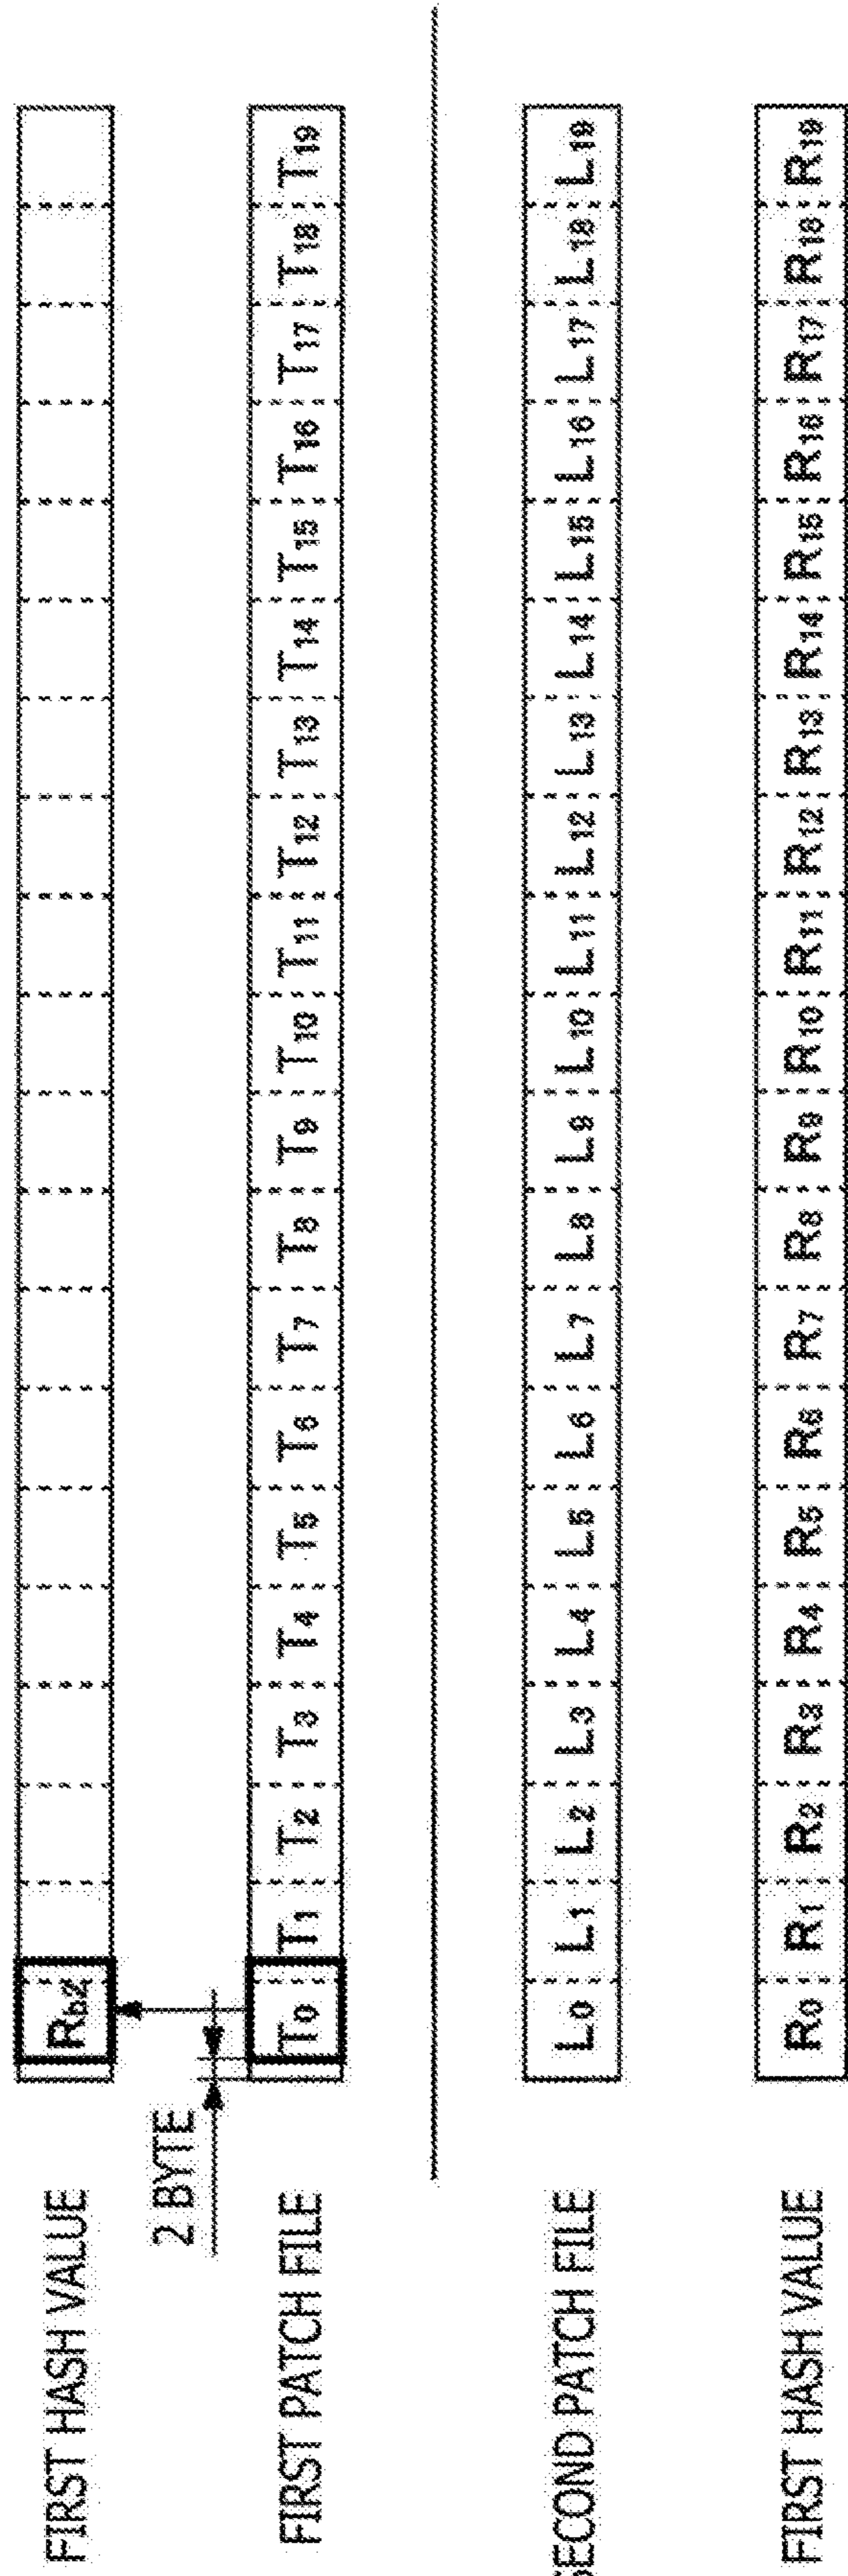 FIRST HASH VALUE R_b2
2 BYTE
FIRST PATCH FILE T0 T1 T2 T3 T4 T5 T6 T7 T8 T9 T10 T11 T12 T13 T14 T15 T16 T17 T18 T19
SECOND PATCH FILE L0 L1 L2 L3 L4 L5 L6 L7 L8 L9 L10 L11 L12 L13 L14 L15 L16 L17 L18 L19
FIRST HASH VALUE R0 R1 R2 R3 R4 R5 R6 R7 R8 R9 R10 R11 R12 R13 R14 R15 R16 R17 R18 R19